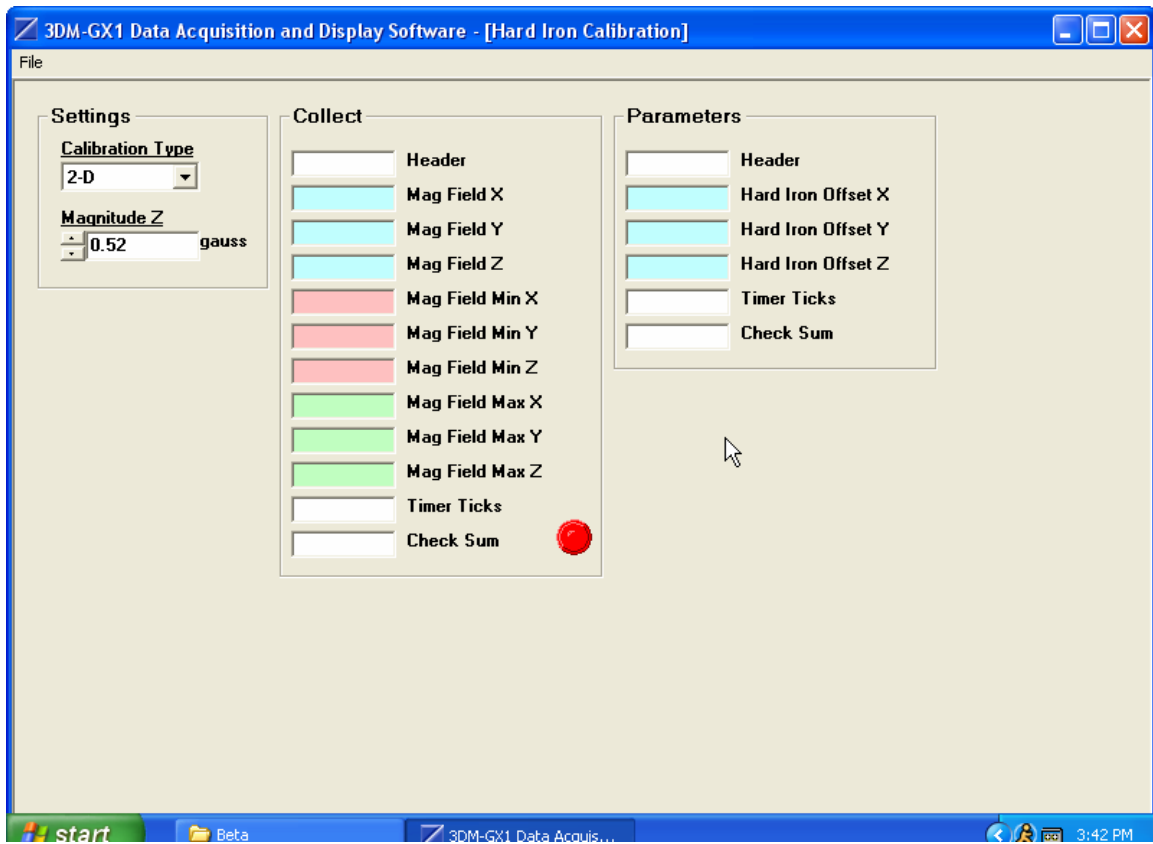 3DM-GX1 Data Acquisition and Display Software - [Hard Iron Calibration]
File
Settings
Calibration Type
2-D
Magnitude Z
0.52 gauss
Collect
Header
Mag Field X
Mag Field Y
Mag Field Z
Mag Field Min X
Mag Field Min Y
Mag Field Min Z
Mag Field Max X
Mag Field Max Y
Mag Field Max Z
Timer Ticks
Check Sum
Parameters
Header
Hard Iron Offset X
Hard Iron Offset Y
Hard Iron Offset Z
Timer Ticks
Check Sum
start
Beta
3DM-GX1 Data Acquis...
3:42 PM